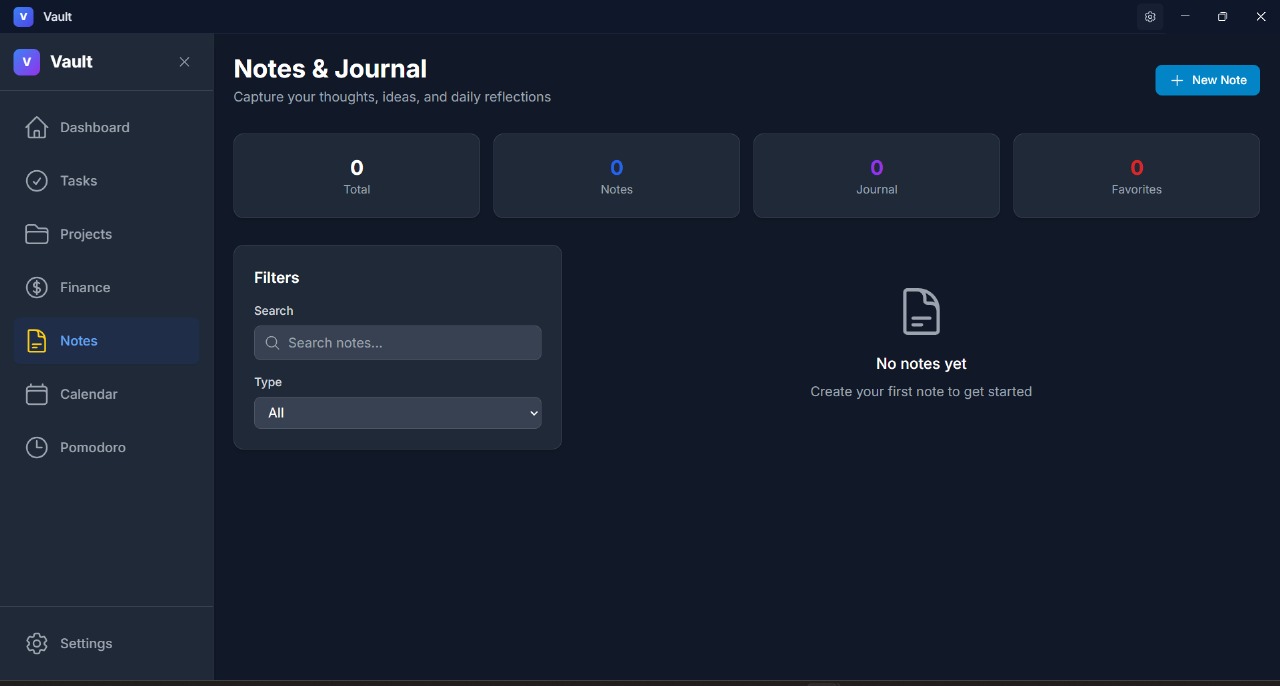 V Vault
V Vault
Dashboard
Tasks
Projects
Finance
Notes
Calendar
Pomodoro
Settings
Notes & Journal
Capture your thoughts, ideas, and daily reflections
New Note
0
Total
0
Notes
0
Journal
0
Favorites
Filters
Search
Search notes...
Type
All
No notes yet
Create your first note to get started